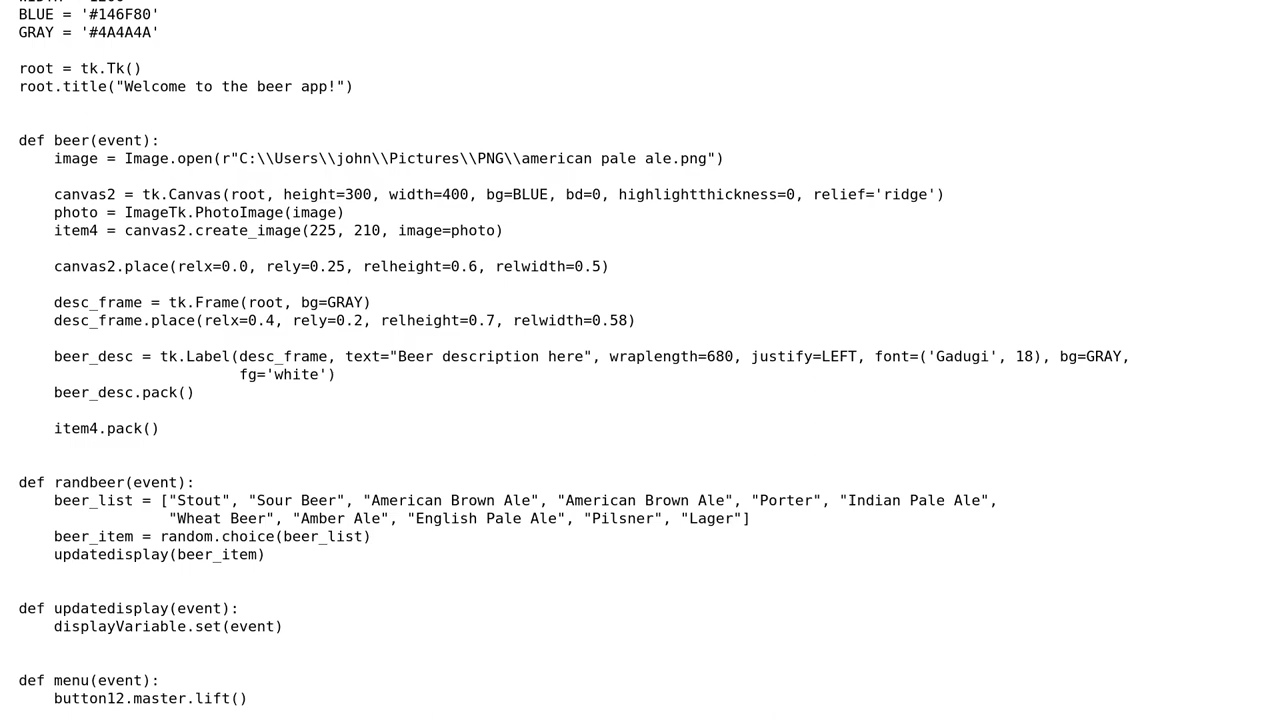 BLUE = '#146F80'
GRAY = '#4A4A4A'
root = tk.Tk()
root.title("Welcome to the beer app!")
def beer(event):
    image = Image.open(r"C:\\Users\\john\\Pictures\\PNG\\american pale ale.png")
    canvas2 = tk.Canvas(root, height=300, width=400, bg=BLUE, bd=0, highlightthickness=0, relief='ridge')
    photo = ImageTk.PhotoImage(image)
    item4 = canvas2.create_image(225, 210, image=photo)
    canvas2.place(relx=0.0, rely=0.25, relheight=0.6, relwidth=0.5)
    desc_frame = tk.Frame(root, bg=GRAY)
    desc_frame.place(relx=0.4, rely=0.2, relheight=0.7, relwidth=0.58)
    beer_desc = tk.Label(desc_frame, text="Beer description here", wraplength=680, justify=LEFT, font=('Gadugi', 18), bg=GRAY,
                         fg='white')
    beer_desc.pack()
    item4.pack()
def randbeer(event):
    beer_list = ["Stout", "Sour Beer", "American Brown Ale", "American Brown Ale", "Porter", "Indian Pale Ale",
                 "Wheat Beer", "Amber Ale", "English Pale Ale", "Pilsner", "Lager"]
    beer_item = random.choice(beer_list)
    updatedisplay(beer_item)
def updatedisplay(event):
    displayVariable.set(event)
def menu(event):
    button12.master.lift()